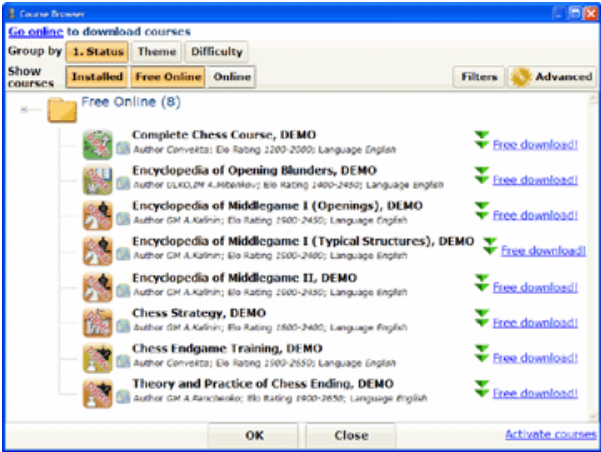 Course Browser
Go online to download courses
Group by 1. Status Theme Difficulty
Show courses Installed Free Online Online Filters Advanced
Free Online (8)
Complete Chess Course, DEMO
Author Convekta; Elo Rating 1200-2000; Language English
Free download!
Encyclopedia of Opening Blunders, DEMO
Author IM A. Elo Rating 1400-2450; Language English
Free download!
Encyclopedia of Middlegame I (Openings), DEMO
Author GM A.Kalinin; Elo Rating 1900-2450; Language English
Free download!
Encyclopedia of Middlegame I (Typical Structures), DEMO
Author GM A.Kalinin; Elo Rating 1900-2450; Language English
Free download!
Encyclopedia of Middlegame II, DEMO
Author GM A.Kalinin; Elo Rating Language English
Free download!
Chess Strategy, DEMO
Author GM A.Kalinin; Elo Rating 1800-2400; Language English
Free download!
Chess Endgame Training, DEMO
Author Convekta; Elo Rating 1900-2650; Language English
Free download!
Theory and Practice of Chess Ending, DEMO
Author GM A.Panchenko; Elo Rating 1900-2650; Language English
Free download!
OK Close Activate courses